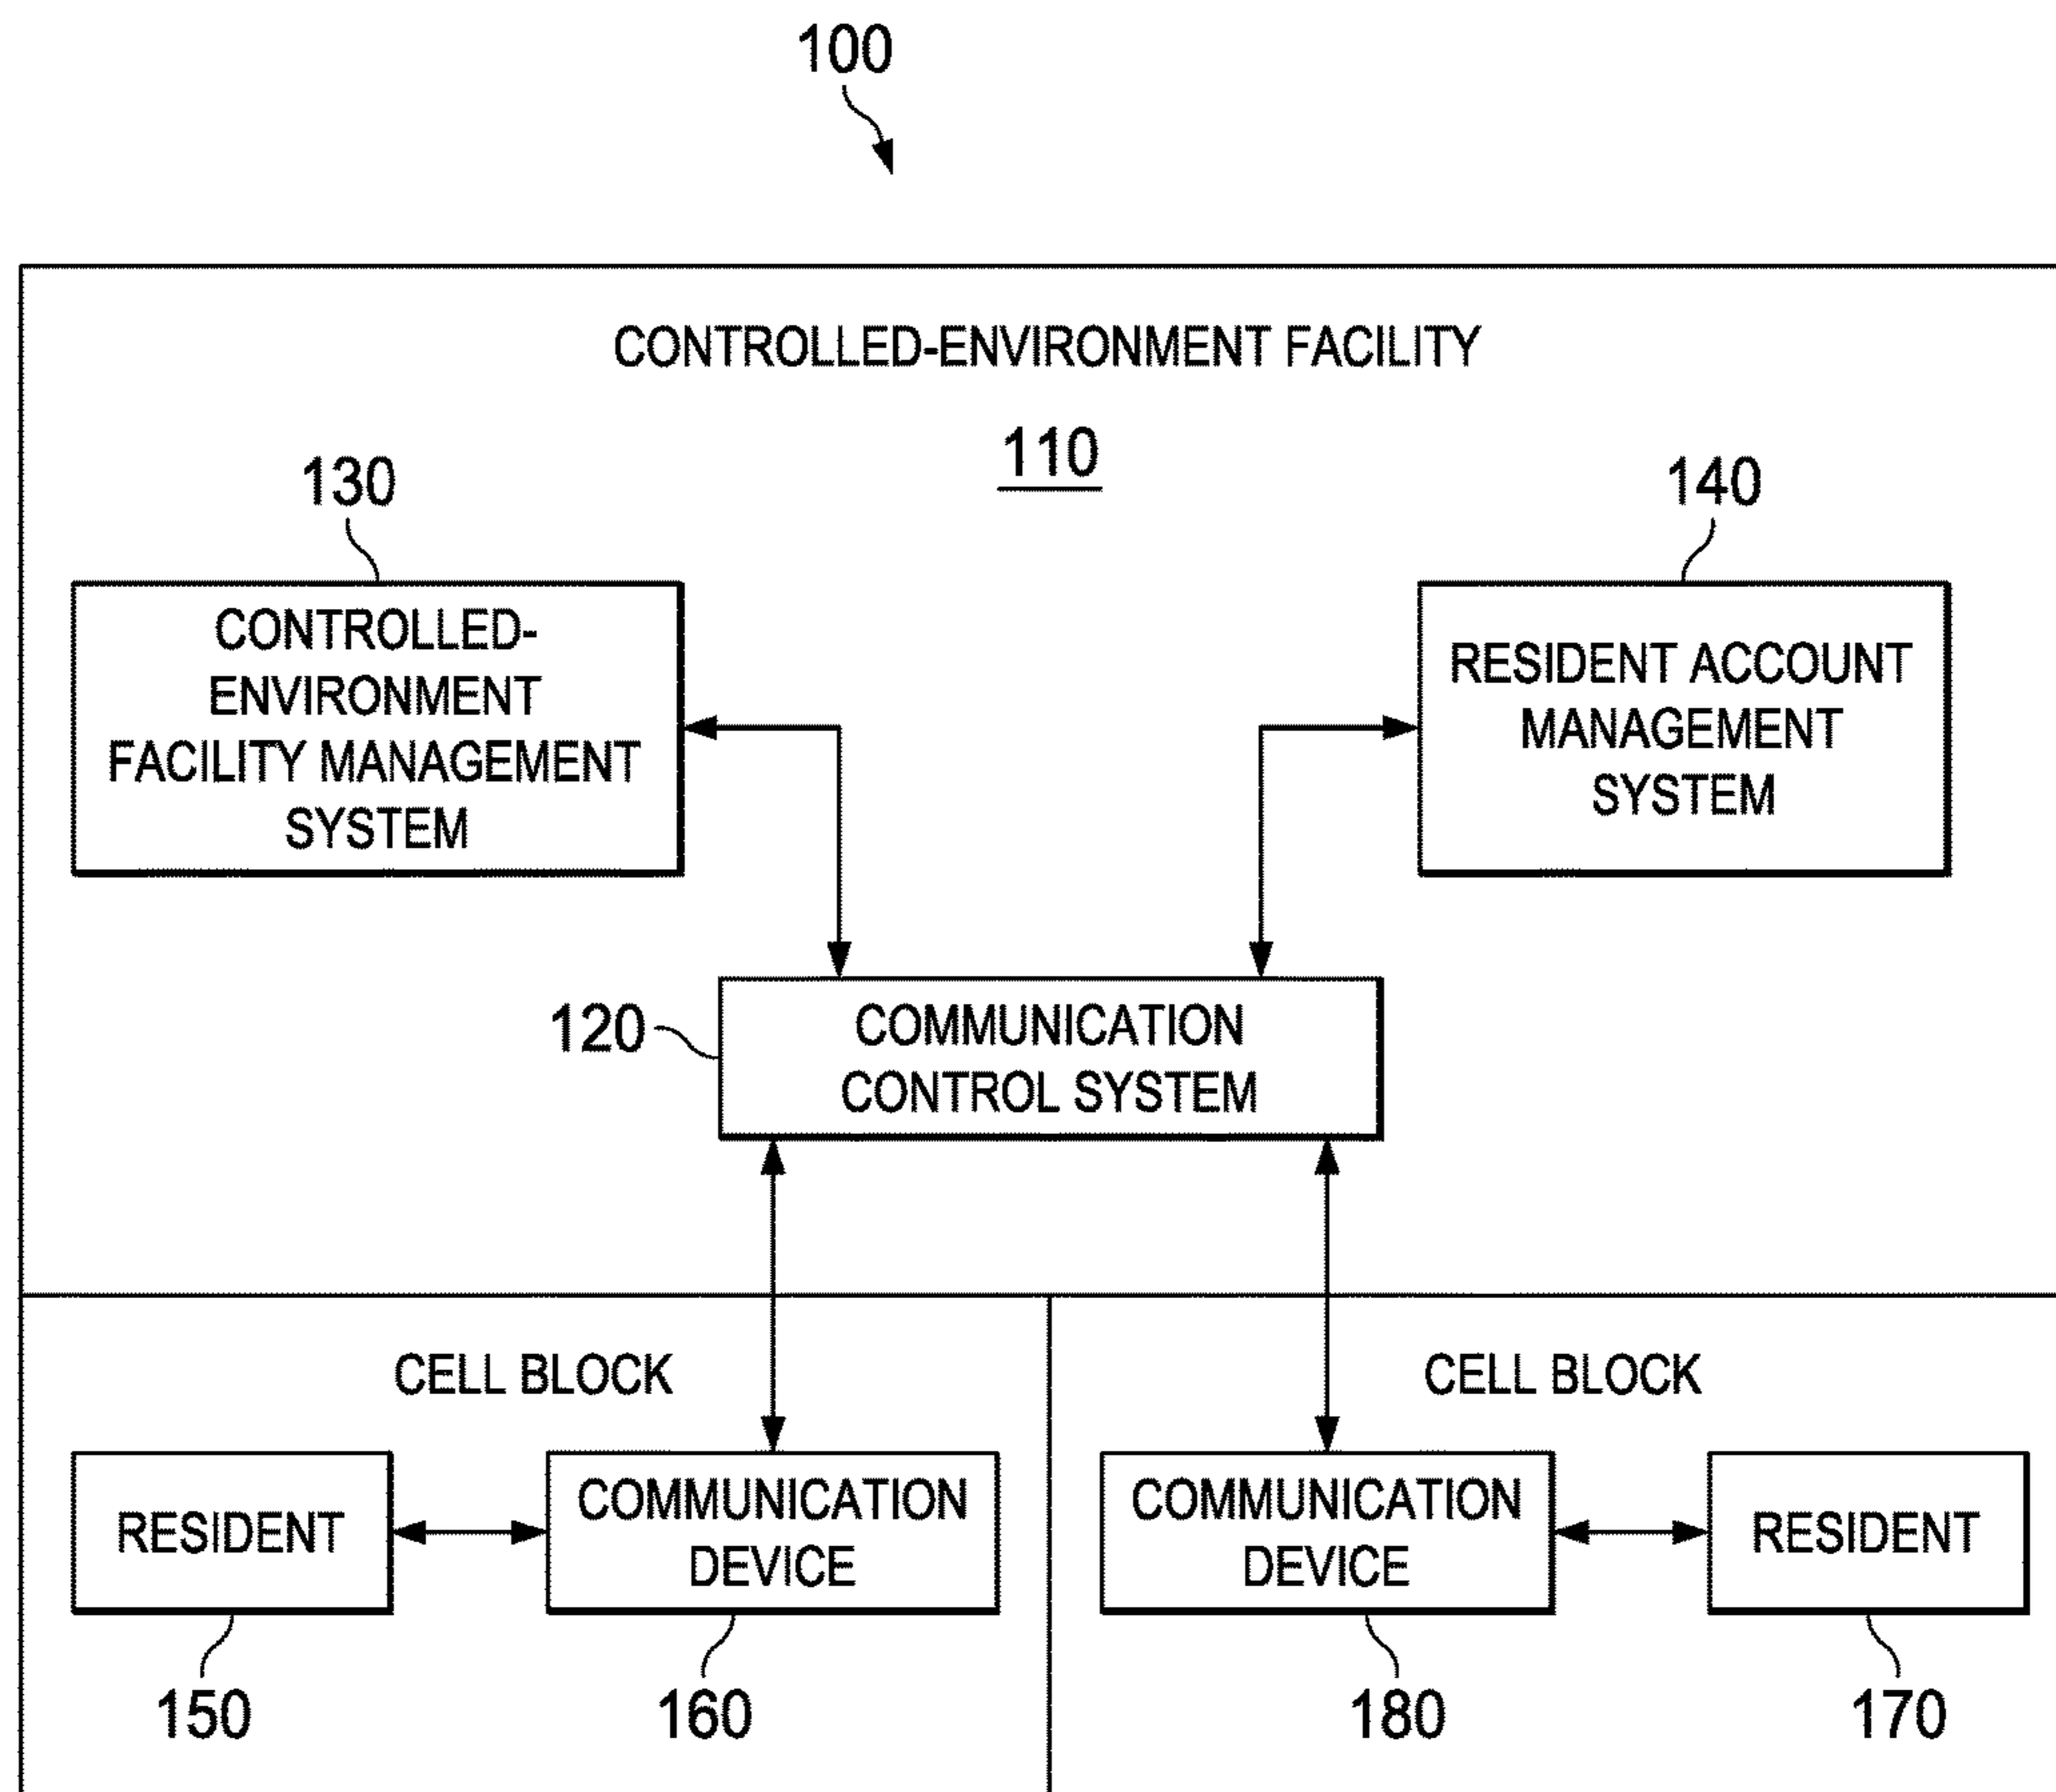 100
CONTROLLED-ENVIRONMENT FACILITY
110
130
140
CONTROLLED-
ENVIRONMENT
FACILITY MANAGEMENT
SYSTEM
RESIDENT ACCOUNT
MANAGEMENT
SYSTEM
120
COMMUNICATION
CONTROL SYSTEM
CELL BLOCK
CELL BLOCK
RESIDENT
COMMUNICATION
DEVICE
COMMUNICATION
DEVICE
RESIDENT
150
160
180
170